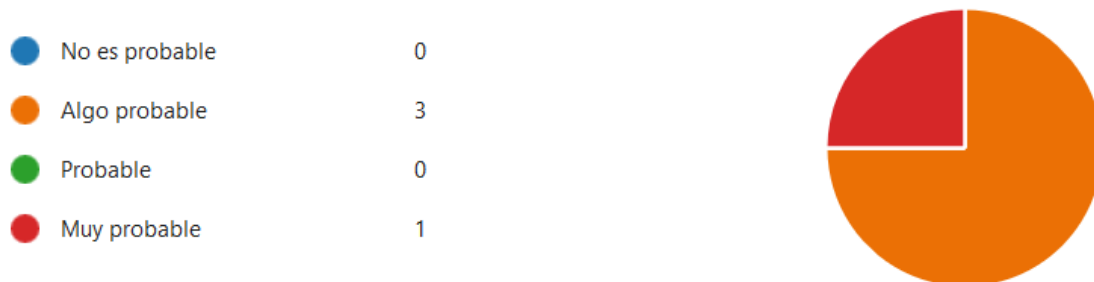 No es probable 0
Algo probable 3
Probable 0
Muy probable 1